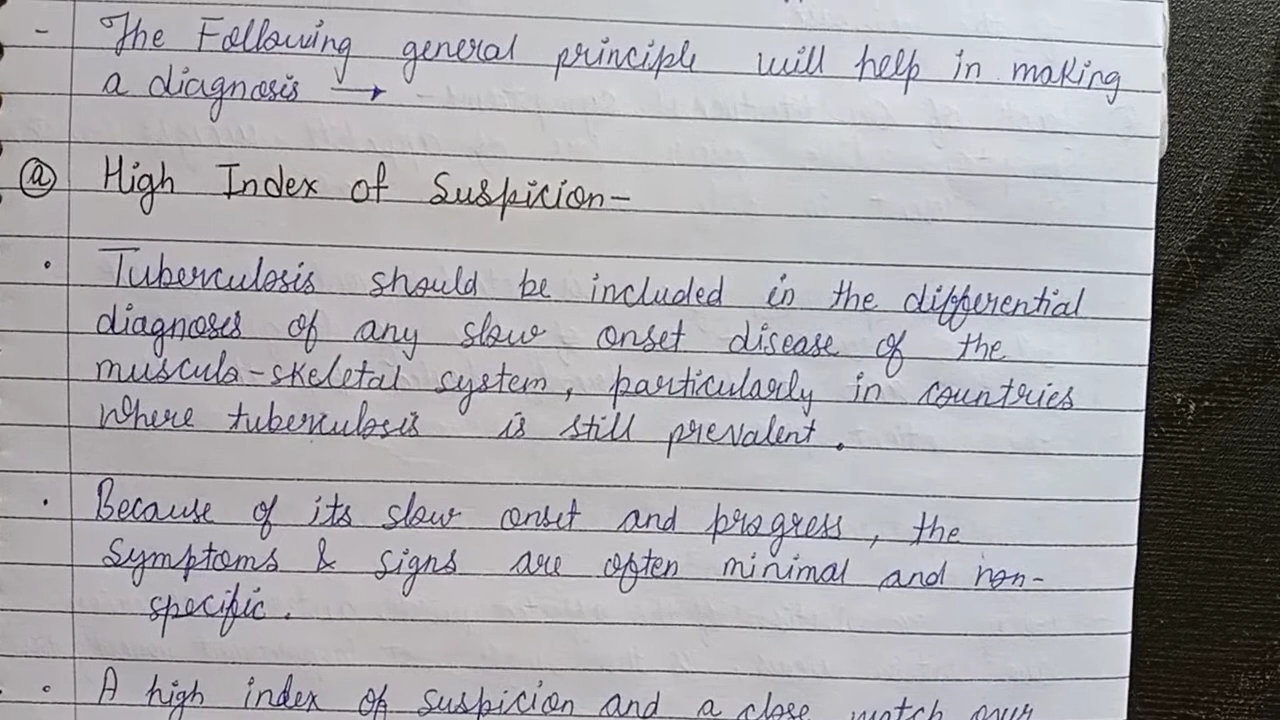 - The Following general principle will help in making
a diagnosis →
ⓐ High Index of Suspicion-
• Tuberculosis should be included in the differential
diagnoses of any slow onset disease of the
musculo-skeletal system, particularly in countries
where tuberculosis is still prevalent.
• Because of its slow onset and progress, the
symptoms & signs are often minimal and non-
specific.
• A high index of suspicion and a close watch over